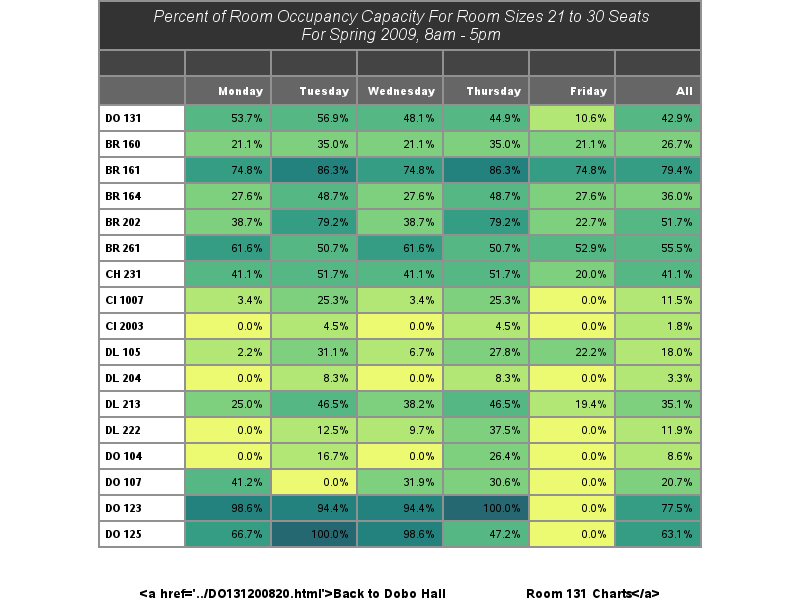 Percent of Room Occupancy Capacity For Room Sizes 21 to 30 Seats
For Spring 2009, 8am - 5pm
Monday Tuesday Wednesday Thursday Friday All
DO 131 53.7% 56.9% 48.1% 44.9% 10.6% 42.9%
BR 160 21.1% 35.0% 21.1% 35.0% 21.1% 26.7%
BR 161 74.8% 86.3% 74.8% 86.3% 74.8% 79.4%
BR 164 27.6% 48.7% 27.6% 48.7% 27.6% 36.0%
BR 202 38.7% 79.2% 38.7% 79.2% 22.7% 51.7%
BR 261 61.6% 50.7% 61.6% 50.7% 52.9% 55.5%
CH 231 41.1% 51.7% 41.1% 51.7% 20.0% 41.1%
CI 1007 3.4% 25.3% 3.4% 25.3% 0.0% 11.5%
CI 2003 0.0% 4.5% 0.0% 4.5% 0.0% 1.8%
DL 105 2.2% 31.1% 6.7% 27.8% 22.2% 18.0%
DL 204 0.0% 8.3% 0.0% 8.3% 0.0% 3.3%
DL 213 25.0% 46.5% 38.2% 46.5% 19.4% 35.1%
DL 222 0.0% 12.5% 9.7% 37.5% 0.0% 11.9%
DO 104 0.0% 16.7% 0.0% 26.4% 0.0% 8.6%
DO 107 41.2% 0.0% 31.9% 30.6% 0.0% 20.7%
DO 123 98.6% 94.4% 94.4% 100.0% 0.0% 77.5%
DO 125 66.7% 100.0% 98.6% 47.2% 0.0% 63.1%
<a href='../DO131200820.html'>Back to Dobo Hall Room 131 Charts</a>